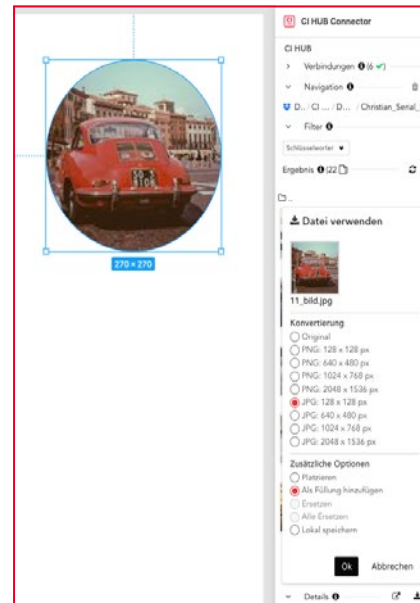 CI HUB Connector
CI HUB
Verbindungen (6 ✔)
Navigation
D.. / CI ... / D... / Christian_Serial_
Filter
Schlüsselwörter
Ergebnis (22
..
Datei verwenden
11_bild.jpg
Konvertierung
Original
PNG: 128 x 128 px
PNG: 640 x 480 px
PNG: 1024 x 768 px
PNG: 2048 x 1536 px
JPG: 128 x 128 px
JPG: 640 x 480 px
JPG: 1024 x 768 px
JPG: 2048 x 1536 px
Zusätzliche Optionen
Platzieren
Als Füllung hinzufügen
Ersetzen
Alle Ersetzen
Lokal speichern
Ok Abbrechen
Details
270 × 270